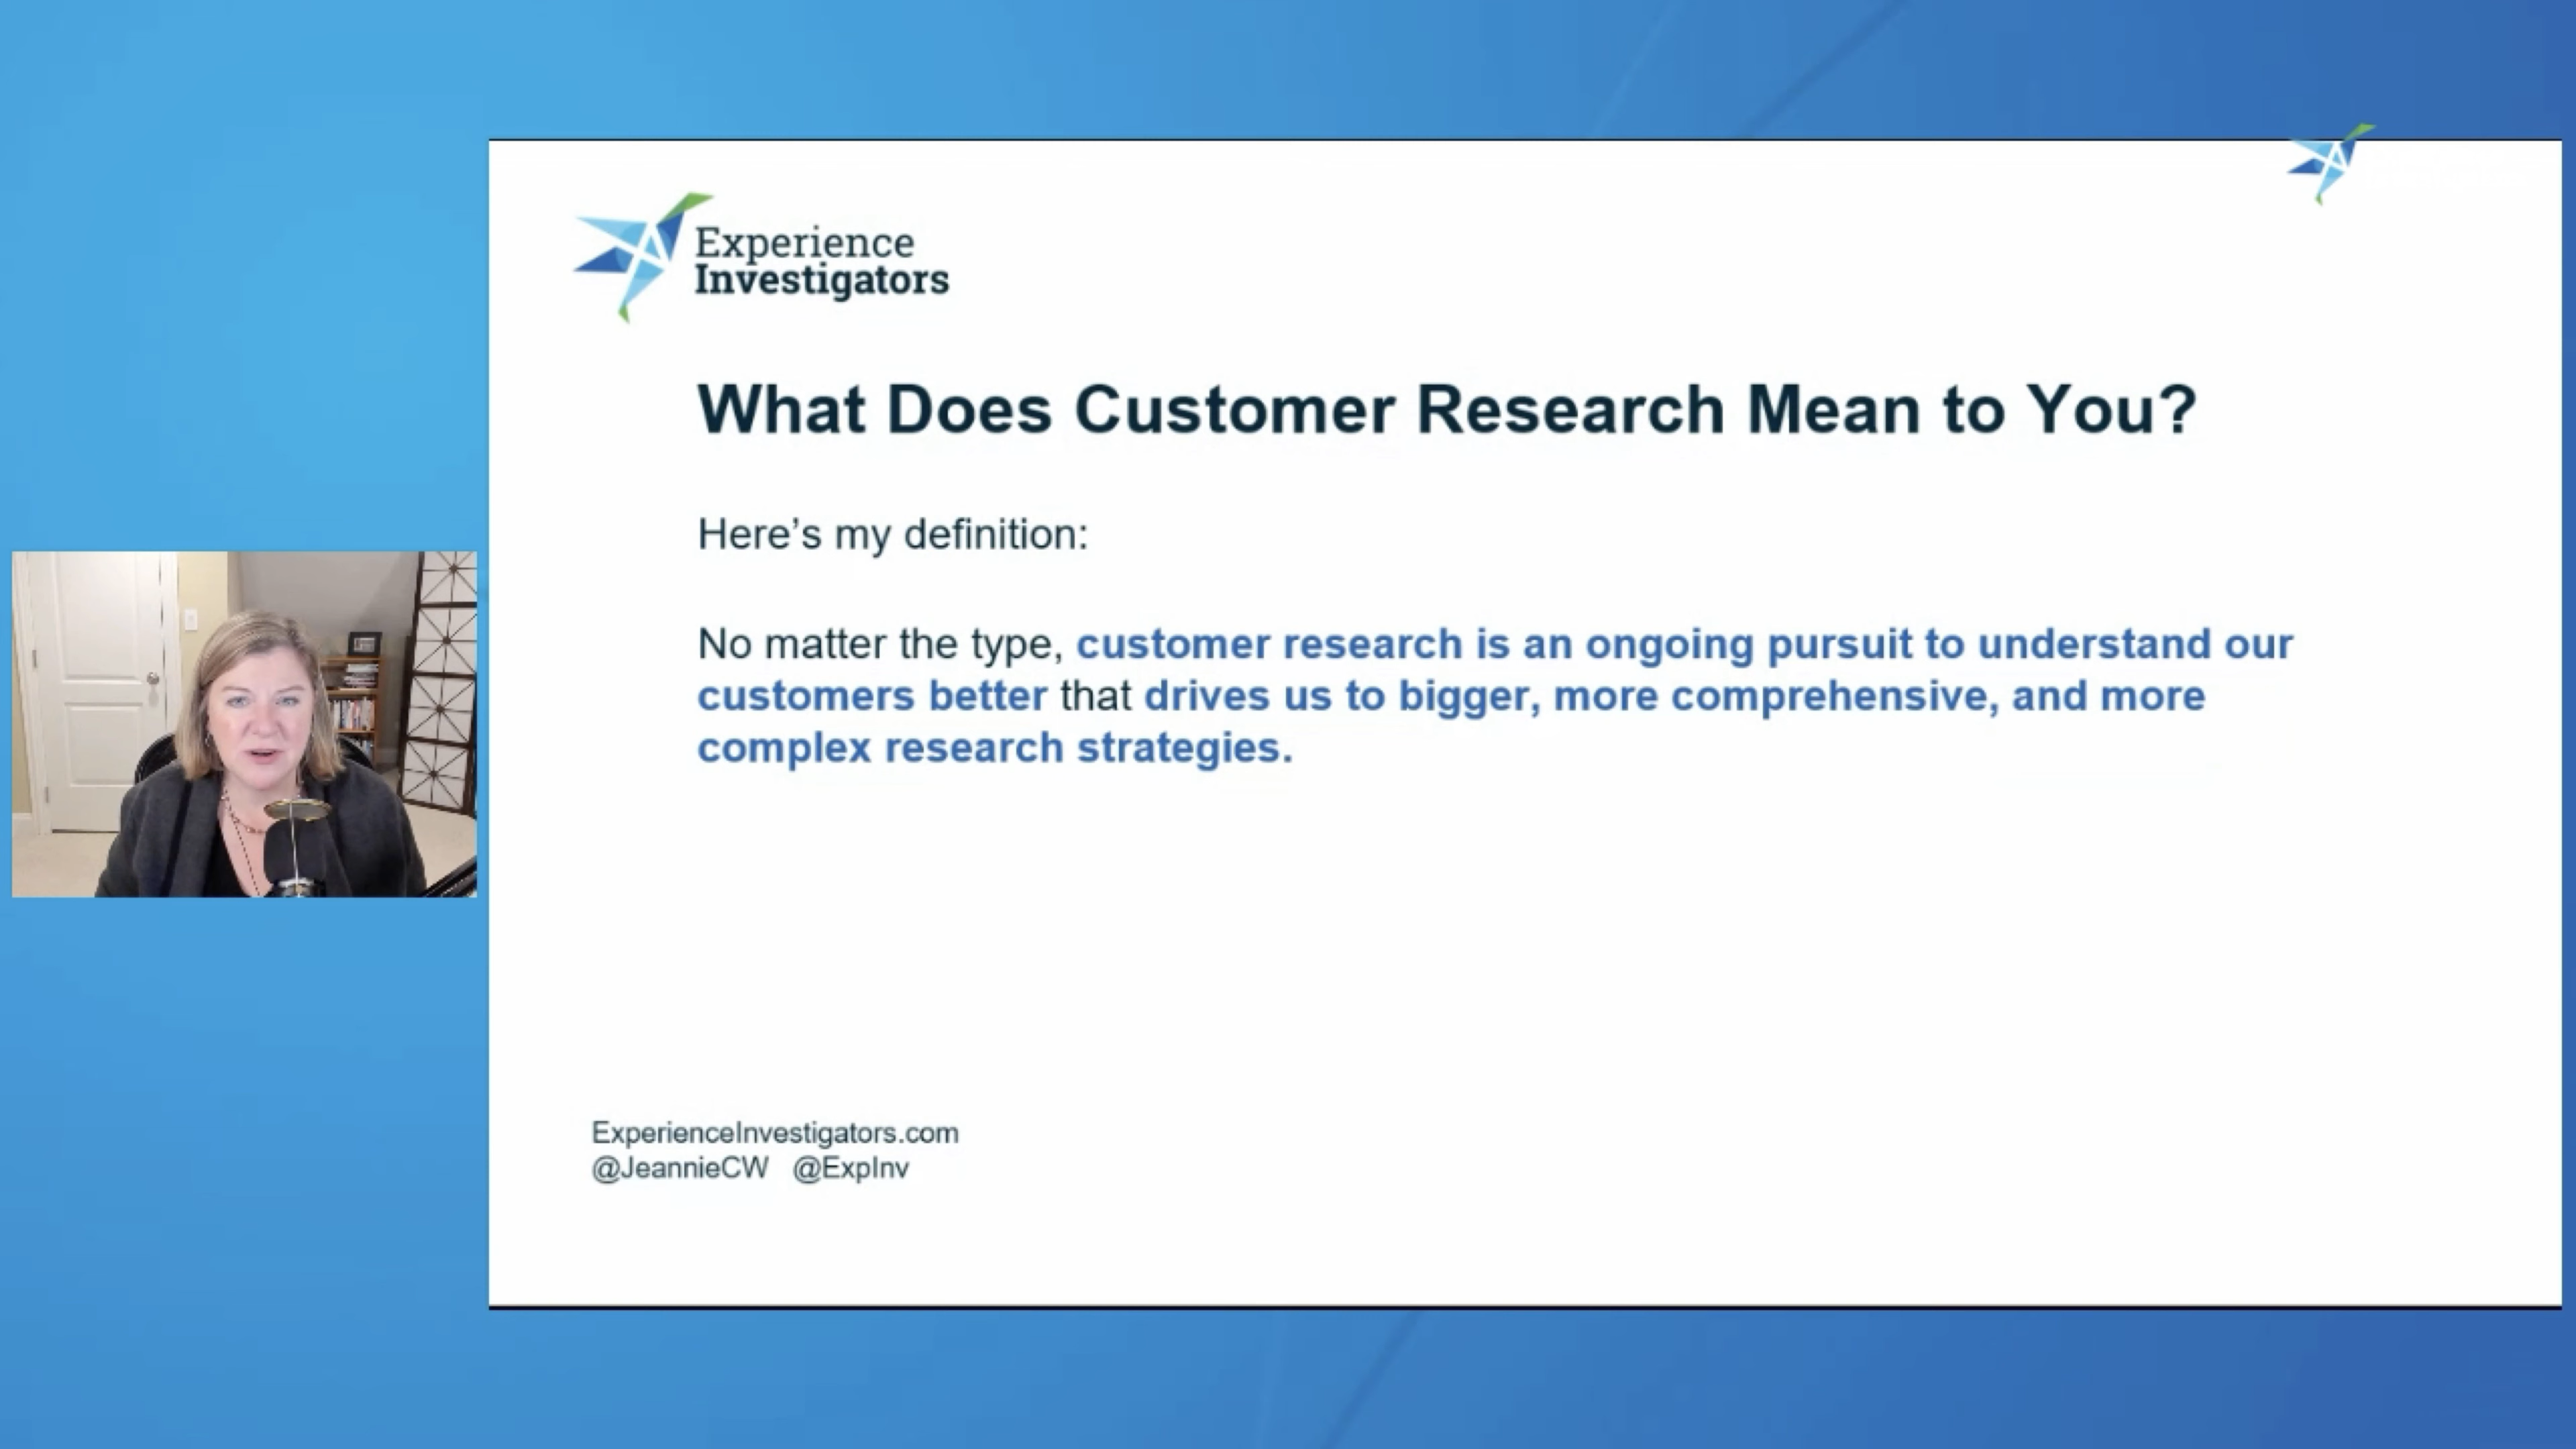 Experience
Investigators
What Does Customer Research Mean to You?
Here’s my definition:
No matter the type, customer research is an ongoing pursuit to understand our
customers better that drives us to bigger, more comprehensive, and more
complex research strategies.
ExperienceInvestigators.com
@JeannieCW @ExpInv